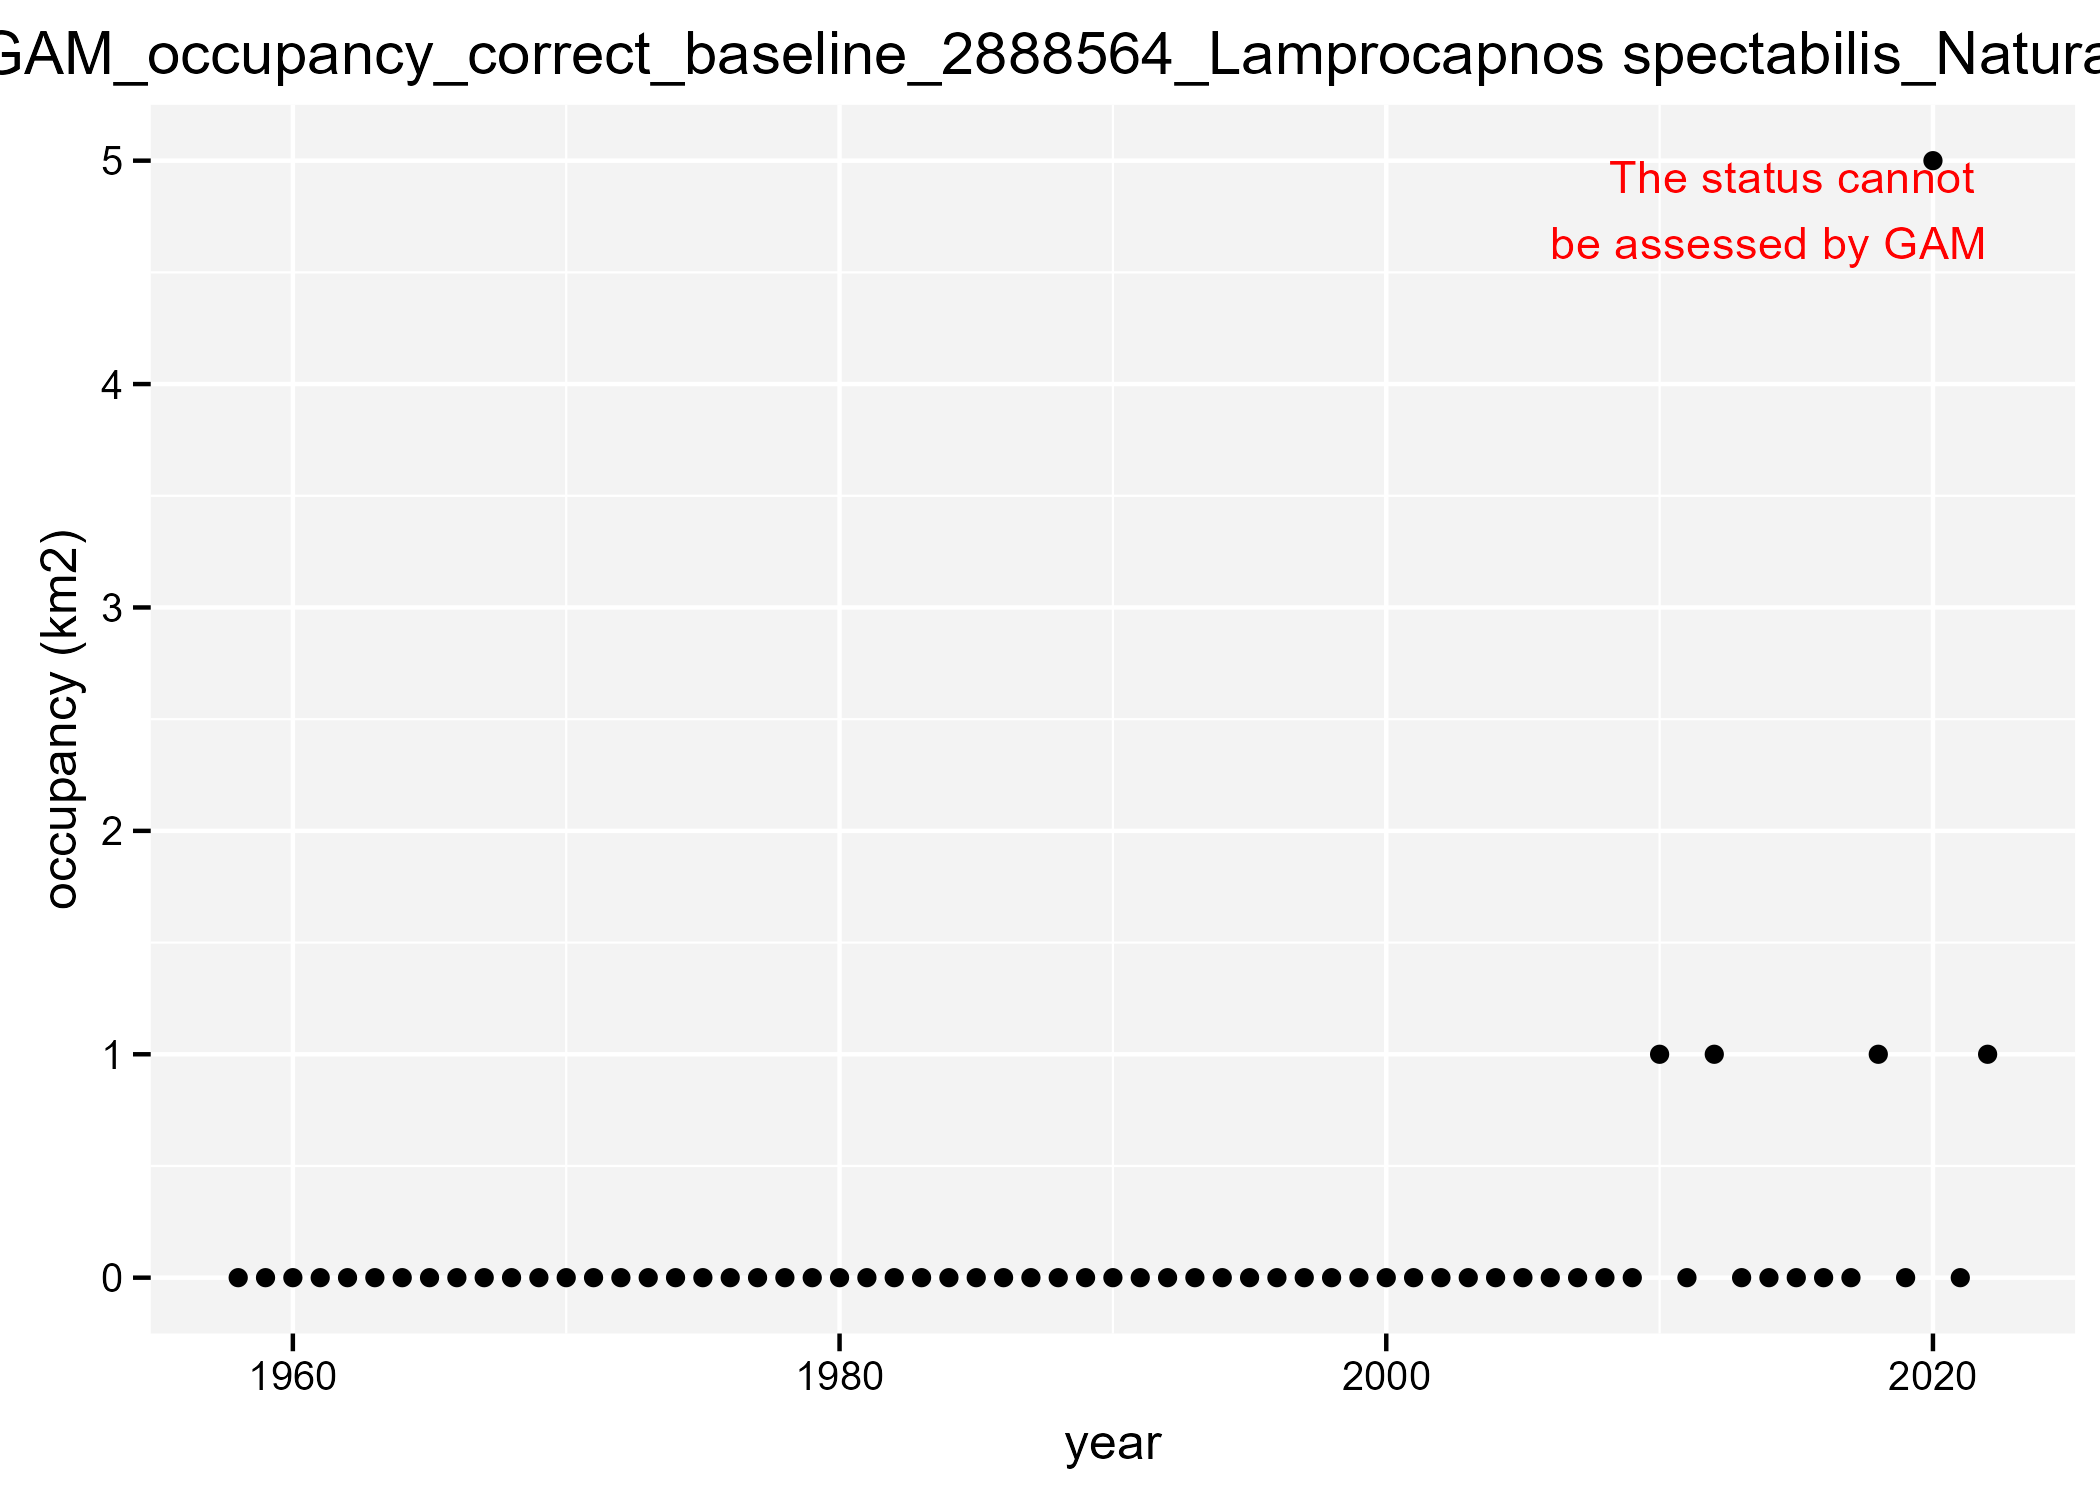 GAM_occupancy_correct_baseline_2888564_Lamprocapnos spectabilis_Natura
5
The status cannot
be assessed by GAM
4
3
2
1
0
occupancy (km2)
1960 1980 2000 2020
year